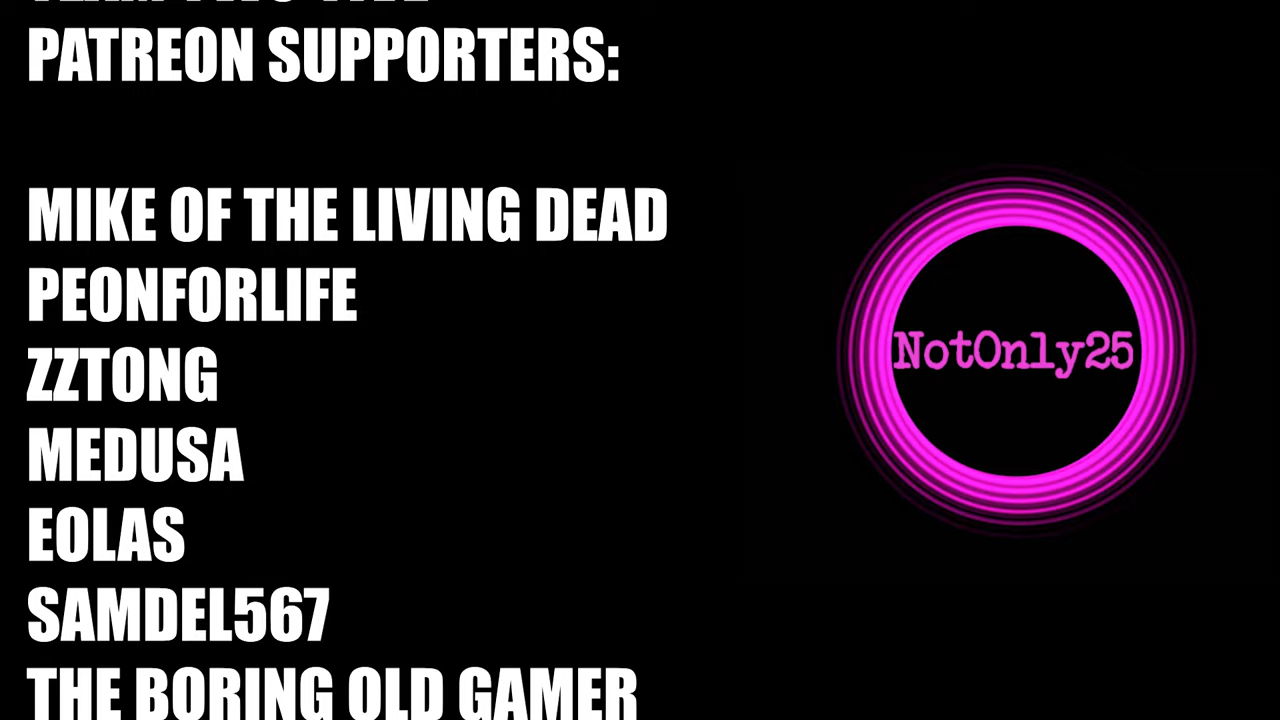 PATREON SUPPORTERS:
MIKE OF THE LIVING DEAD
PEONFORLIFE
ZZTONG
MEDUSA
EOLAS
SAMDEL567
THE BORING OLD GAMER
NotOnly25